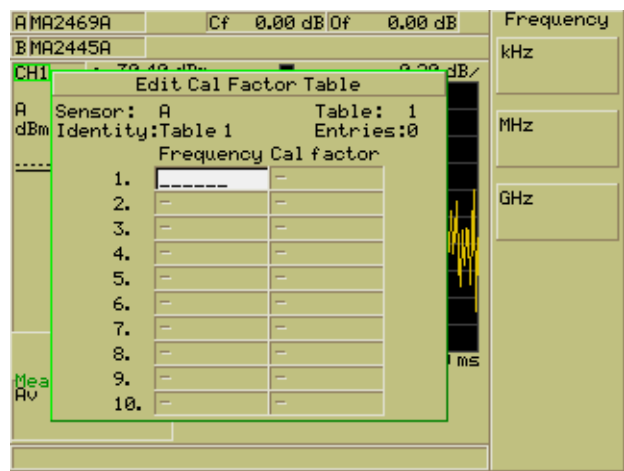 A MA2469A Cf 0.00 dB Of 0.00 dB Frequency
B MA2445A
kHz
CH1 dB/
Edit Cal Factor Table
A Sensor: A Table: 1
dBm Identity:Table 1 Entries:0
MHz
Frequency Cal factor
1. ______ –
2. – –
GHz
3. – –
4. – –
5. – –
6. – –
7. – –
8. – –
ms
9. – –
Mea
Av
10. – –